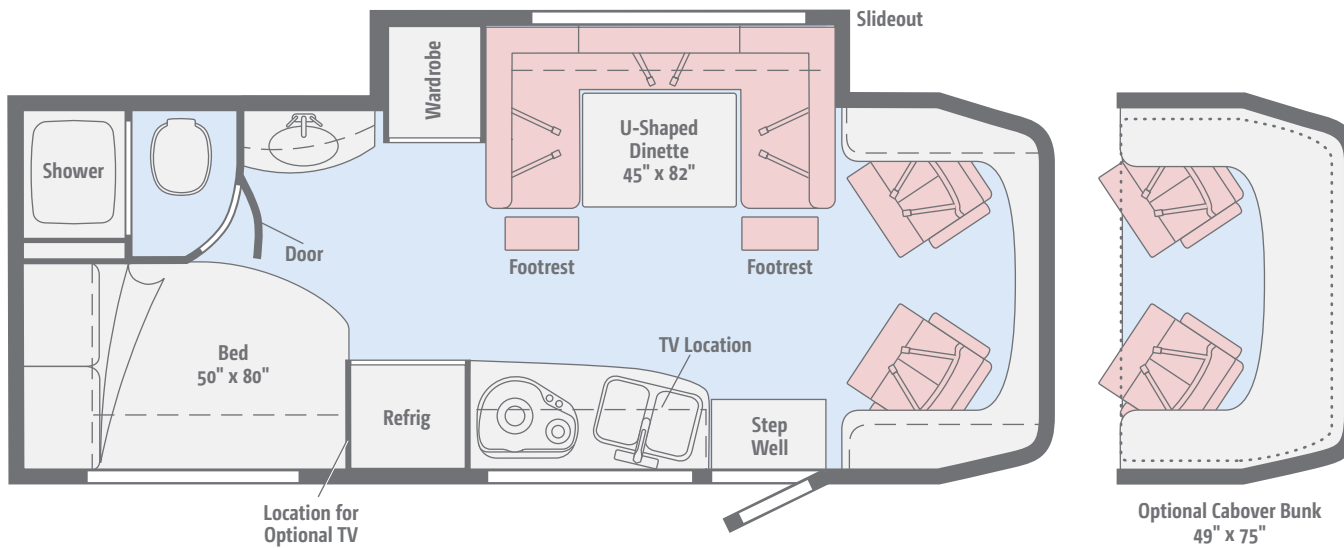 Slideout
Wardrobe
U-Shaped
Dinette
45" x 82"
Shower
Door
Footrest
Footrest
Bed
50" x 80"
TV Location
Refrig
Step
Well
Location for
Optional TV
Optional Cabover Bunk
49" x 75"